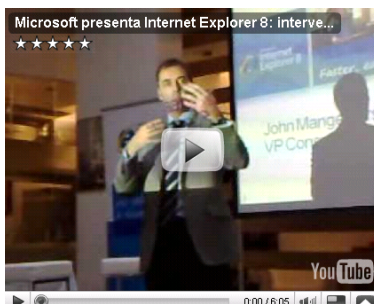 Microsoft presenta Internet Explorer 8: interve...
Internet
Explorer 8
Faster,
John Mange
VP Con
YouTube
0:00 / 6:05